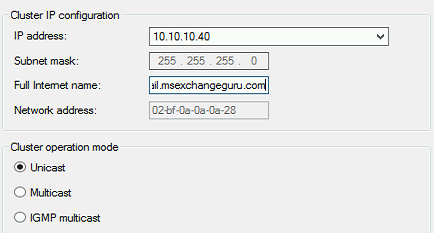 Cluster IP configuration
IP address: 10.10.10.40
Subnet mask: 255 . 255 . 255 . 0
Full Internet name: il.msexchangeguru.com
Network address: 02-bf-0a-0a-0a-28
Cluster operation mode
Unicast
Multicast
IGMP multicast